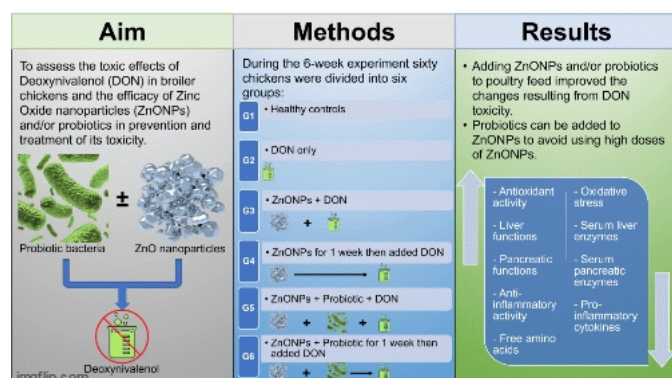 Aim
To assess the toxic effects of
Deoxynivalenol (DON) in broiler
chickens and the efficacy of Zinc
Oxide nanoparticles (ZnONPs)
and/or probiotics in prevention and
treatment of its toxicity.
±
Probiotic bacteria
ZnO nanoparticles
Deoxynivalenol
imgflip.com
Methods
During the 6-week experiment sixty
chickens were divided into six
groups:
G1 • Healthy controls
G2 • DON only
G3 • ZnONPs + DON
+
G4 • ZnONPs for 1 week then added DON
G5 • ZnONPs + Probiotic + DON
+ +
G6 • ZnONPs + Probiotic for 1 week then
added DON
+
Results
• Adding ZnONPs and/or probiotics
to poultry feed improved the
changes resulting from DON
toxicity.
• Probiotics can be added to
ZnONPs to avoid using high doses
of ZnONPs.
- Antioxidant
activity
- Liver
functions
- Pancreatic
functions
- Anti-
inflammatory
activity
- Free amino
acids
- Oxidative
stress
- Serum liver
enzymes
- Serum
pancreatic
enzymes
- Pro-
inflammatory
cytokines